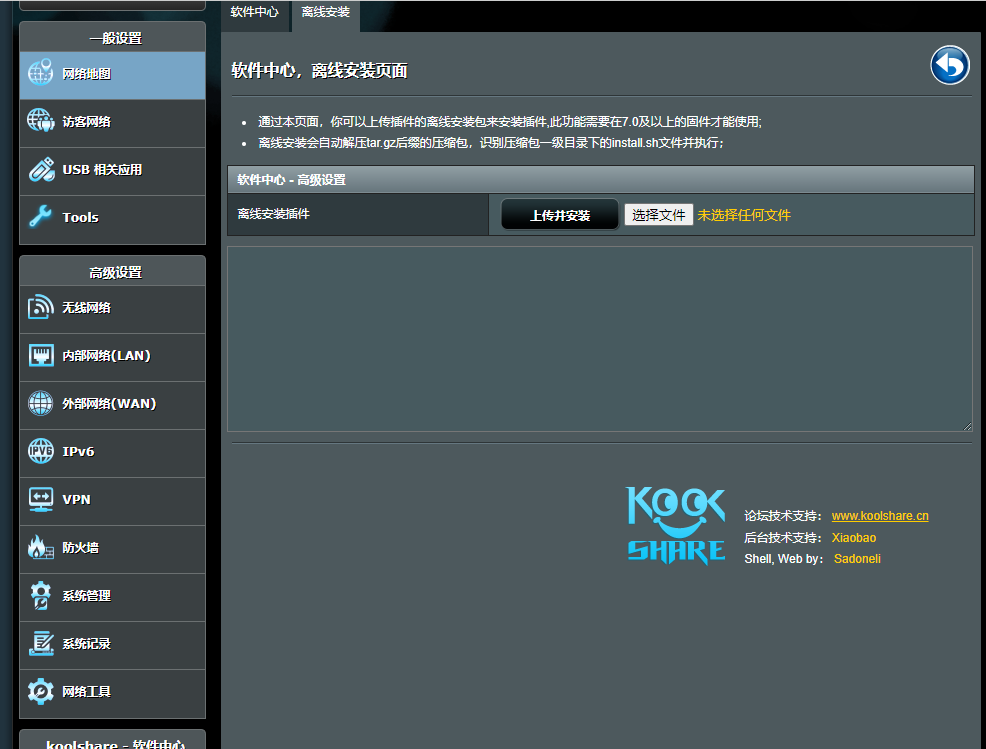 软件中心
离线安装
一般设置
网络地图
访客网络
USB 相关应用
Tools
高级设置
无线网络
内部网络(LAN)
外部网络(WAN)
IPv6
VPN
防火墙
系统管理
系统记录
网络工具
koolshare - 软件中心
软件中心，离线安装页面
通过本页面，你可以上传插件的离线安装包来安装插件,此功能需要在7.0及以上的固件才能使用;
离线安装会自动解压tar.gz后缀的压缩包，识别压缩包一级目录下的install.sh文件并执行；
软件中心 - 高级设置
离线安装插件
上传并安装
选择文件 未选择任何文件
KOOL
SHARE
论坛技术支持： www.koolshare.cn
后台技术支持： Xiaobao
Shell, Web by： Sadoneli